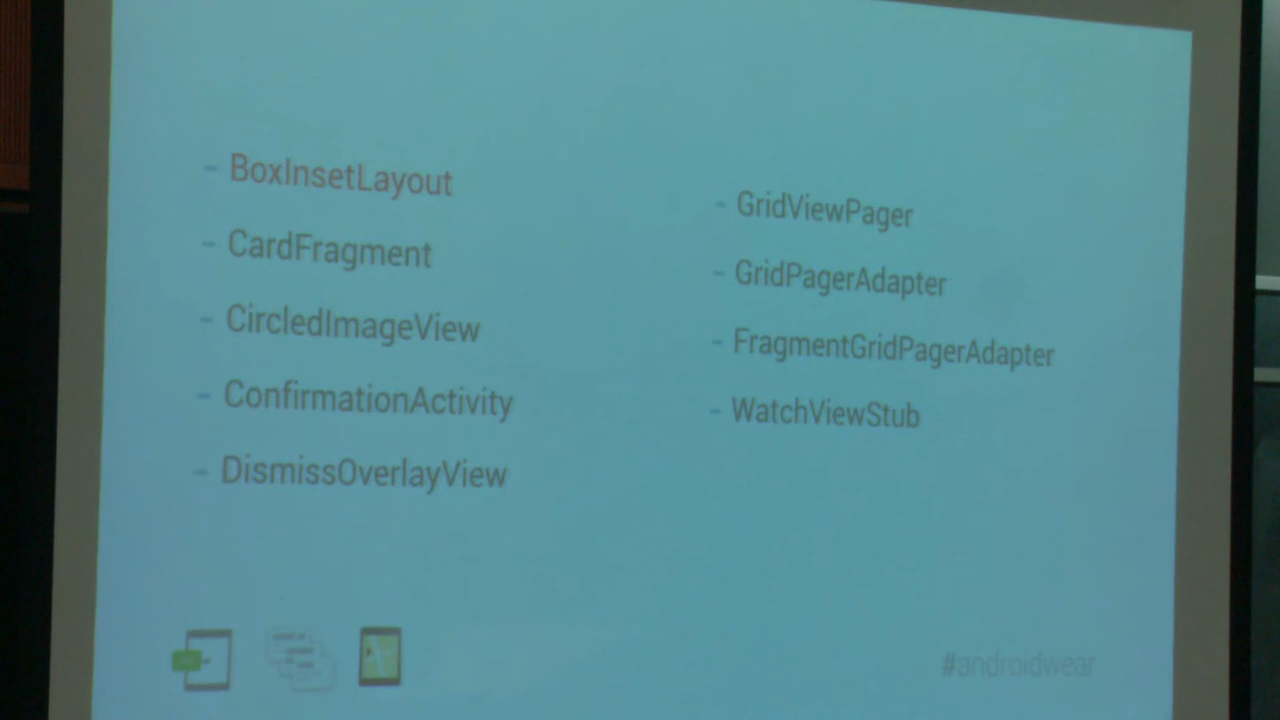 - BoxInsetLayout
- CardFragment
- CircledImageView
- ConfirmationActivity
- DismissOverlayView
- GridViewPager
- GridPagerAdapter
- FragmentGridPagerAdapter
- WatchViewStub
#androidwear